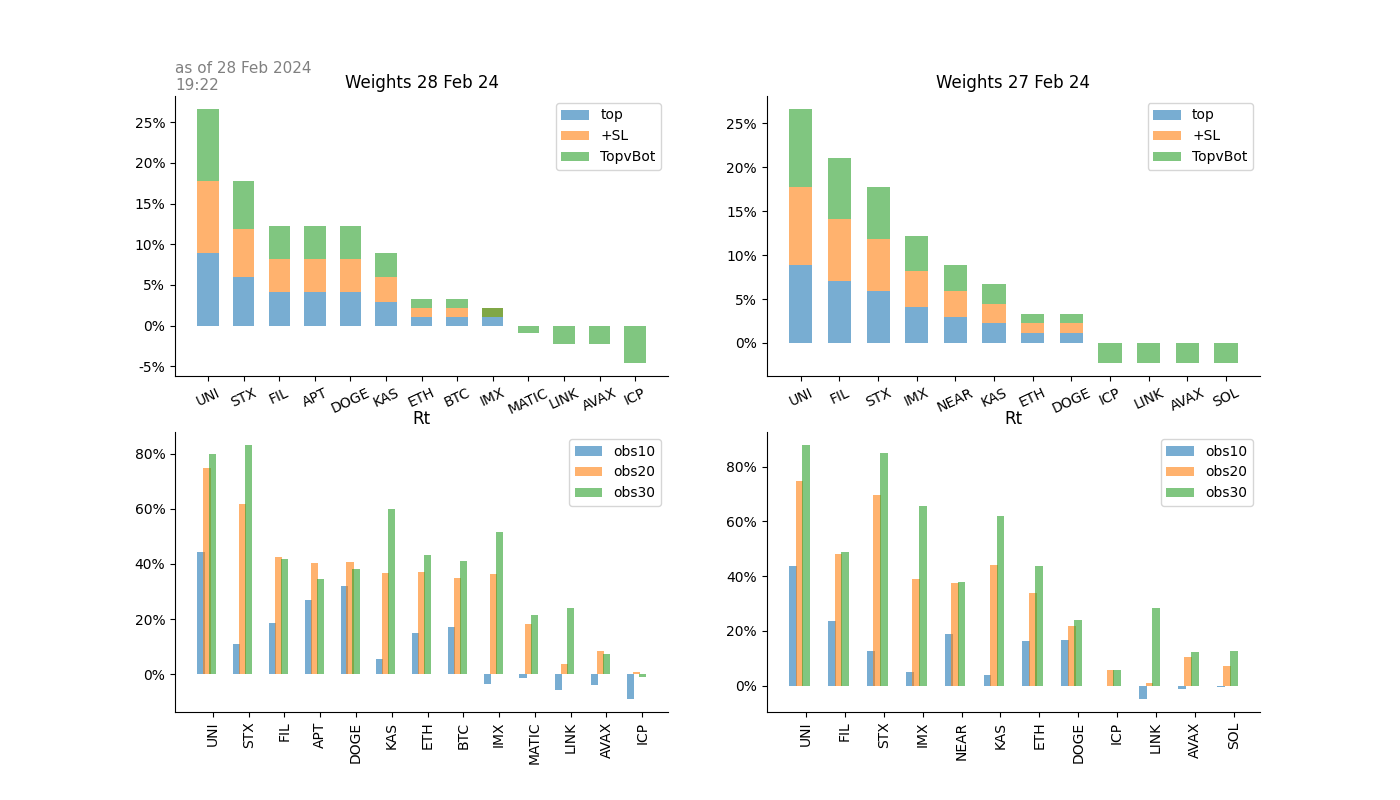 as of 28 Feb 2024
19:22
Weights 28 Feb 24
25%
20%
15%
10%
5%
0%
-5%
top
+SL
TopvBot
UNI STX FIL APT DOGE KAS ETH BTC IMX MATIC LINK AVAX ICP
Weights 27 Feb 24
25%
20%
15%
10%
5%
0%
top
+SL
TopvBot
UNI FIL STX IMX NEAR KAS ETH DOGE ICP LINK AVAX SOL
Rt
80%
60%
40%
20%
0%
obs10
obs20
obs30
UNI STX FIL APT DOGE KAS ETH BTC IMX MATIC LINK AVAX ICP
Rt
80%
60%
40%
20%
0%
obs10
obs20
obs30
UNI FIL STX IMX NEAR KAS ETH DOGE ICP LINK AVAX SOL